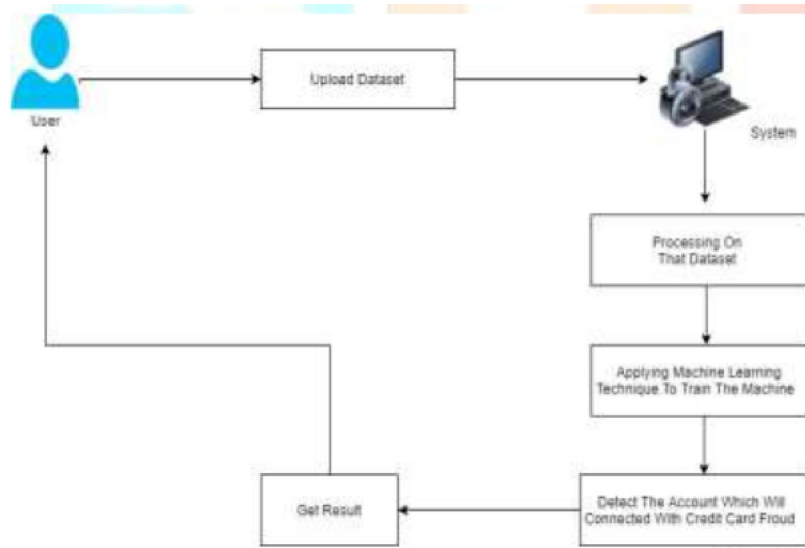 Upload Dataset
User
System
Processing On
That Dataset
Applying Machine Learning
Technique To Train The Machine
Detect The Account Which Will
Connected With Credit Card Froud
Get Result